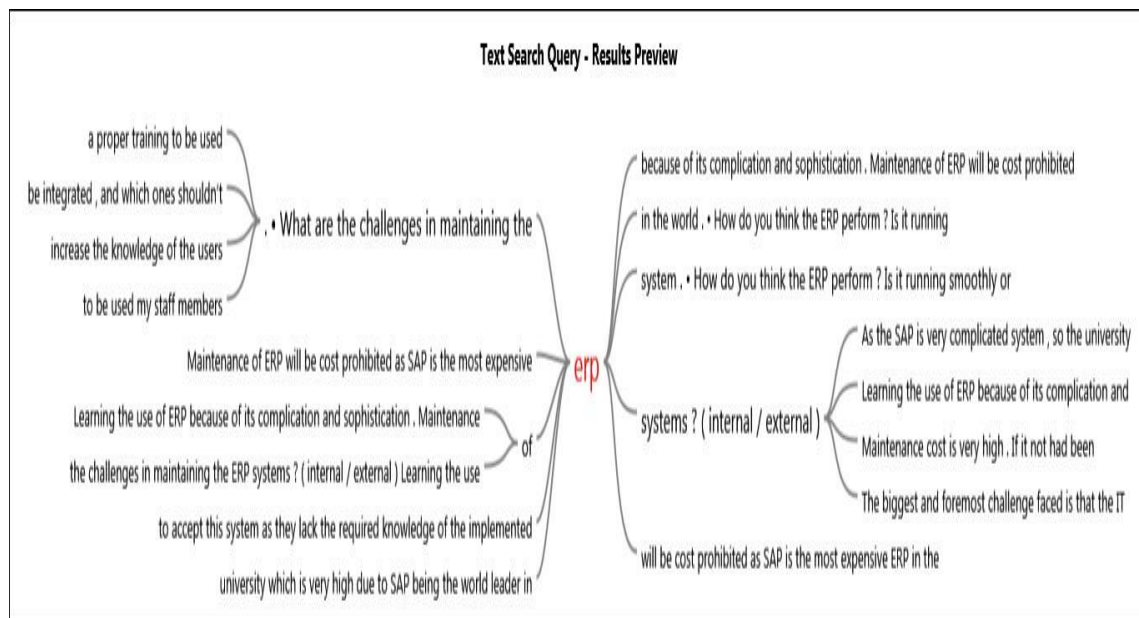 Text Search Query - Results Preview
a proper training to be used
be integrated , and which ones shouldn't
increase the knowledge of the users
to be used my staff members
. • What are the challenges in maintaining the
Maintenance of ERP will be cost prohibited as SAP is the most expensive
Learning the use of ERP because of its complication and sophistication . Maintenance
the challenges in maintaining the ERP systems ? ( internal / external ) Learning the use
of
to accept this system as they lack the required knowledge of the implemented
university which is very high due to SAP being the world leader in
erp
because of its complication and sophistication . Maintenance of ERP will be cost prohibited
in the world . • How do you think the ERP perform ? Is it running
system . • How do you think the ERP perform ? Is it running smoothly or
systems ? ( internal / external )
As the SAP is very complicated system , so the university
Learning the use of ERP because of its complication and
Maintenance cost is very high . If it not had been
The biggest and foremost challenge faced is that the IT
will be cost prohibited as SAP is the most expensive ERP in the